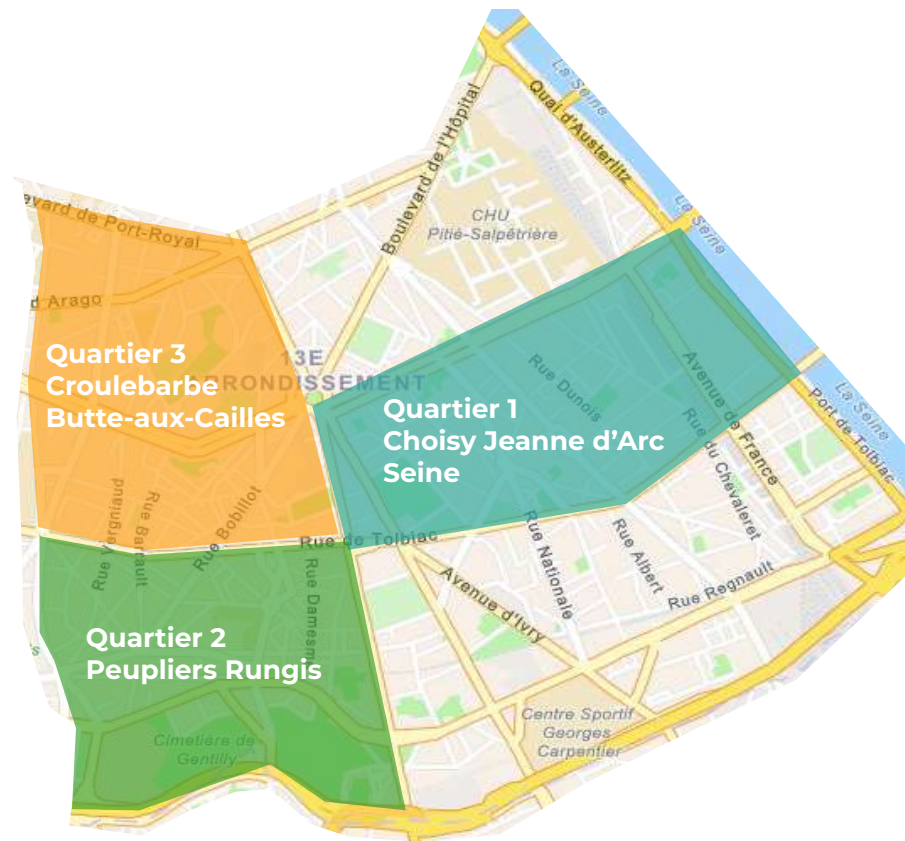 La Seine
Quai d'Austerlitz
Boulevard de l'Hôpital
CHU
Pitié-Salpêtrière
La Seine
evard de Port-Royal
d Arago
Quartier 3
Croulebarbe
Butte-aux-Cailles
13E
RRONDISSEMENT
Rue Dunois
Avenue de France
Quartier 1
Choisy Jeanne d'Arc
Seine
Rue du Chevaleret
Port de Tolbiac
La Seine
Rue Vergniaud
Rue Barrault
Rue Bobillot
Rue de Tolbiac
Rue Damesm
Avenue d'Ivry
Rue Nationale
Rue Albert
Rue Regnault
Quartier 2
Peupliers Rungis
Cimetière de
Gentilly
Centre Sportif
Georges
Carpentier